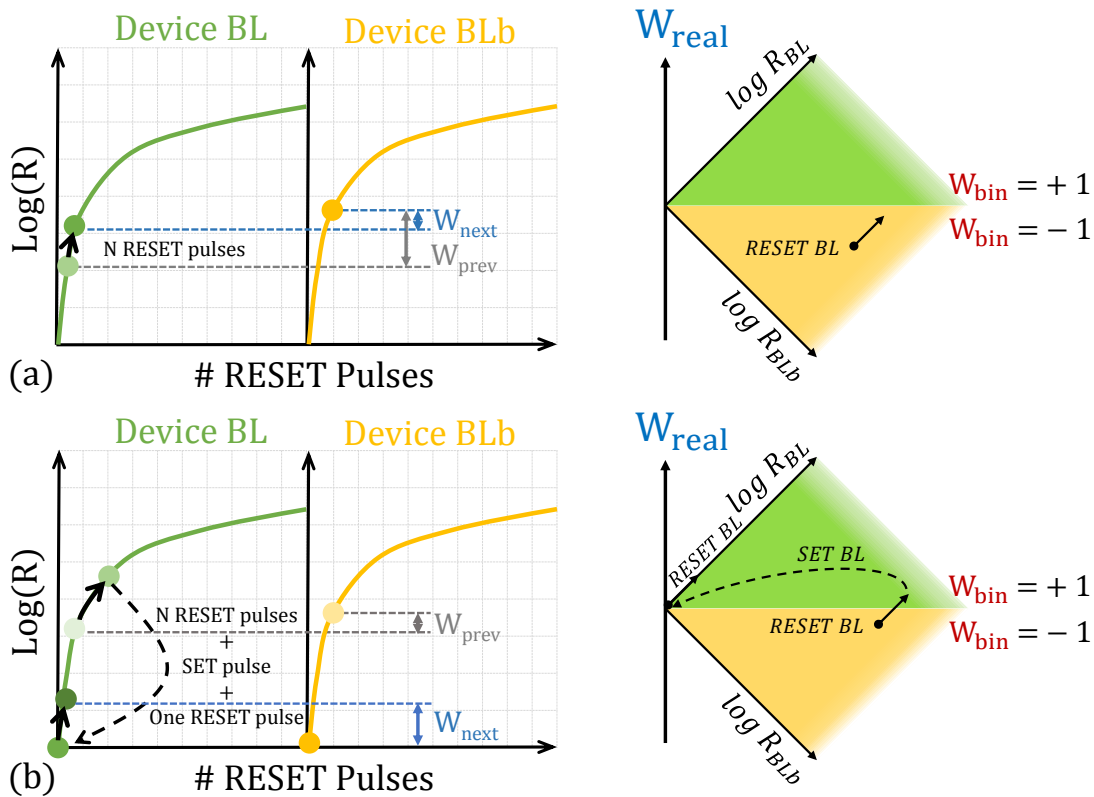 Device BL
Device BLb
Log(R)
N RESET pulses
W_next
W_prev
# RESET Pulses
(a)
W_real
log R_BL
W_bin = + 1
W_bin = − 1
RESET BL
log R_BLb
Device BL
Device BLb
Log(R)
N RESET pulses
+
SET pulse
+
One RESET pulse
W_prev
W_next
# RESET Pulses
(b)
W_real
log R_BL
RESET BL
SET BL
W_bin = + 1
W_bin = − 1
RESET BL
log R_BLb